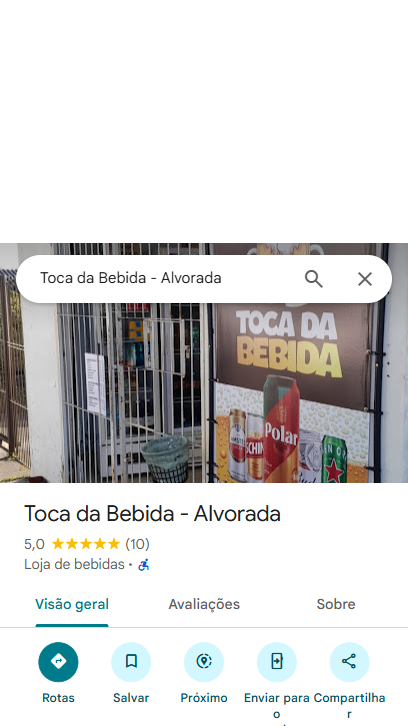 Toca da Bebida - Alvorada
TOCA DA
BEBIDA
Polar
Toca da Bebida - Alvorada
5,0 (10)
Loja de bebidas ·
Visão geral
Avaliações
Sobre
Rotas
Salvar
Próximo
Enviar para
o
Compartilha
r